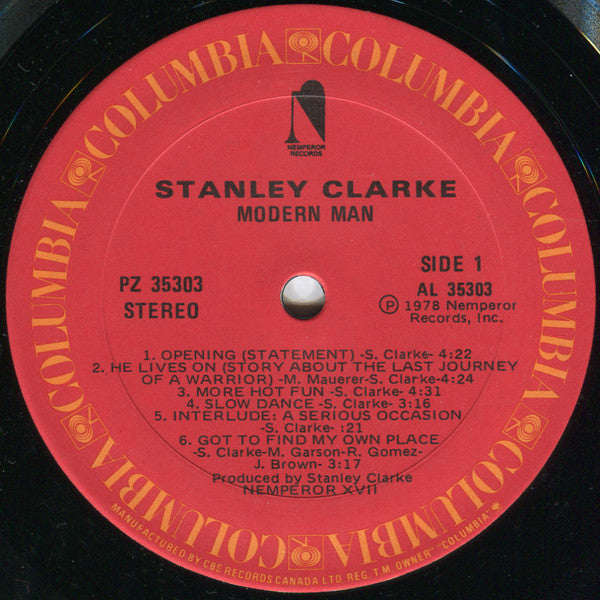 COLUMBIA COLUMBIA COLUMBIA COLUMBIA COLUMBIA COLUMBIA
NEMPEROR
RECORDS
STANLEY CLARKE
MODERN MAN
PZ 35303
STEREO
SIDE 1
AL 35303
Ⓟ 1978 Nemperor
Records, Inc.
1. OPENING (STATEMENT) -S. Clarke- 4:22
2. HE LIVES ON (STORY ABOUT THE LAST JOURNEY
OF A WARRIOR) -M. Mauerer-S. Clarke-4:24
3. MORE HOT FUN -S. Clarke- 4:31
4. SLOW DANCE -S. Clarke- 3:16
5. INTERLUDE: A SERIOUS OCCASION
-S. Clarke- :21
6. GOT TO FIND MY OWN PLACE
-S. Clarke-M. Garson-R. Gomez-
J. Brown- 3:17
Produced by Stanley Clarke
NEMPEROR XVII
MANUFACTURED BY CBS RECORDS CANADA LTD REG. T.M. OWNER "COLUMBIA"